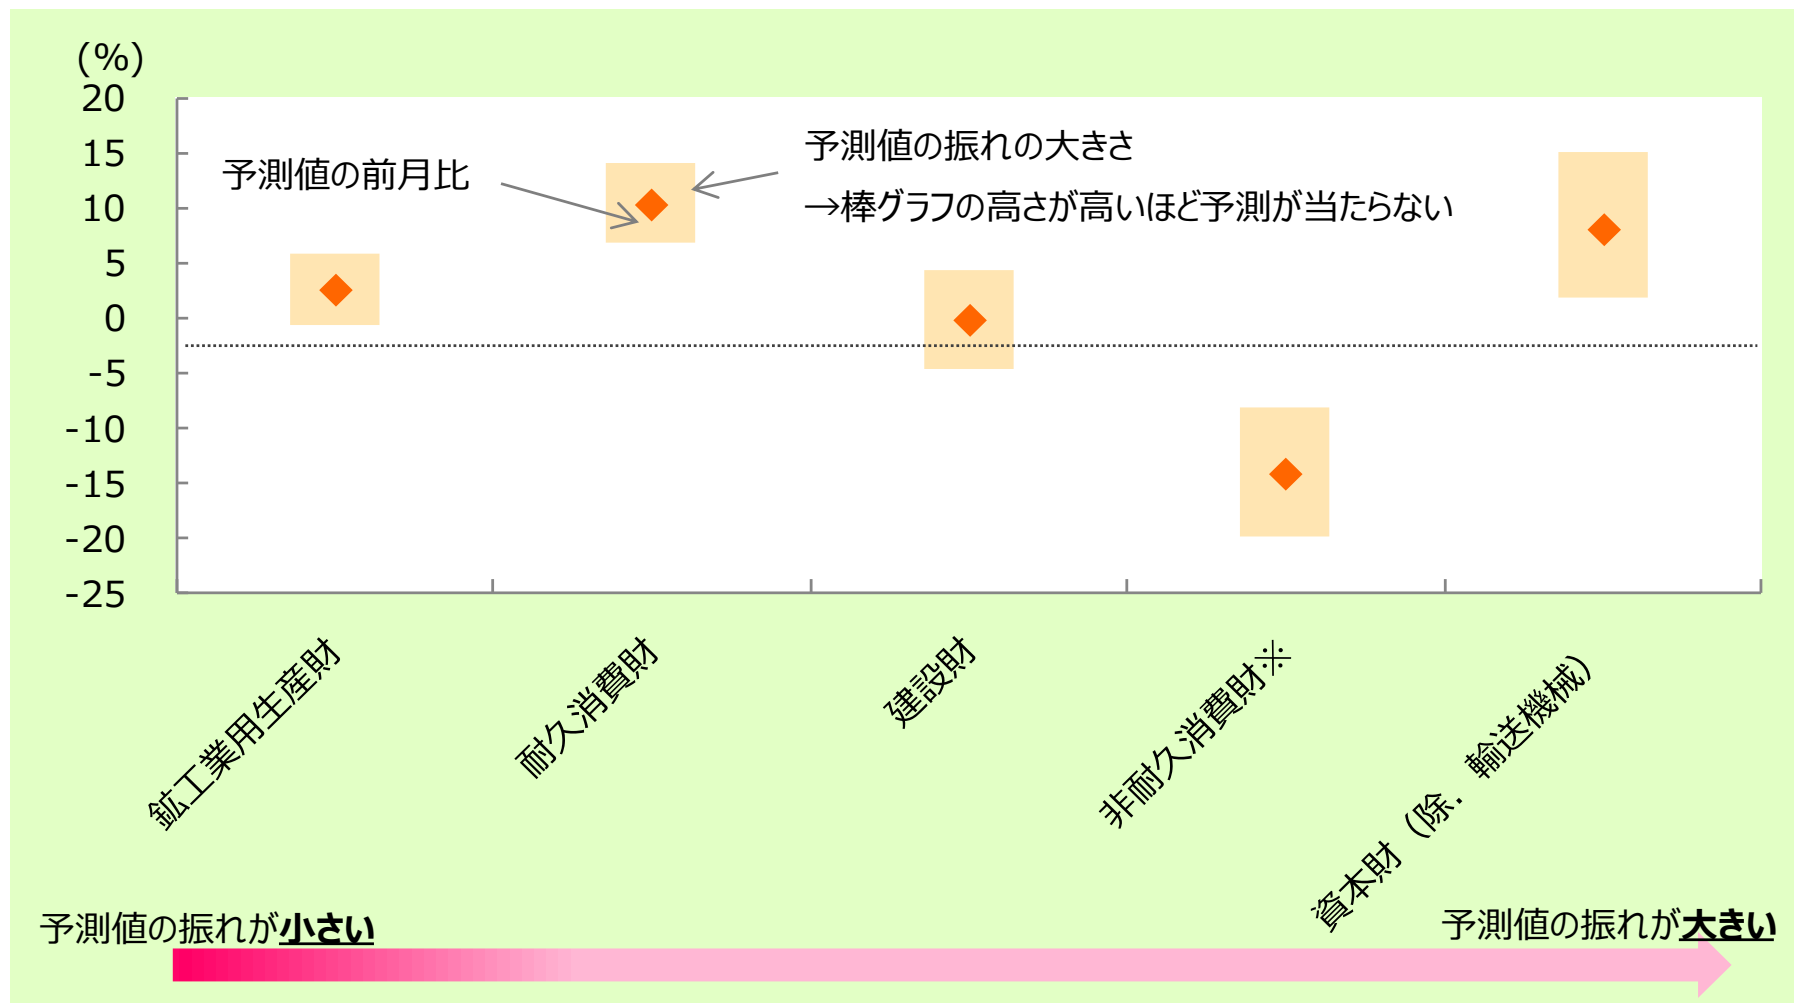 (%)
20
15
10
5
0
-5
-10
-15
-20
-25
予測値の前月比
予測値の振れの大きさ
→棒グラフの高さが高いほど予測が当たらない
鉱工業用生産財
耐久消費財
建設財
非耐久消費財※
資本財（除．輸送機械）
予測値の振れが小さい
予測値の振れが大きい